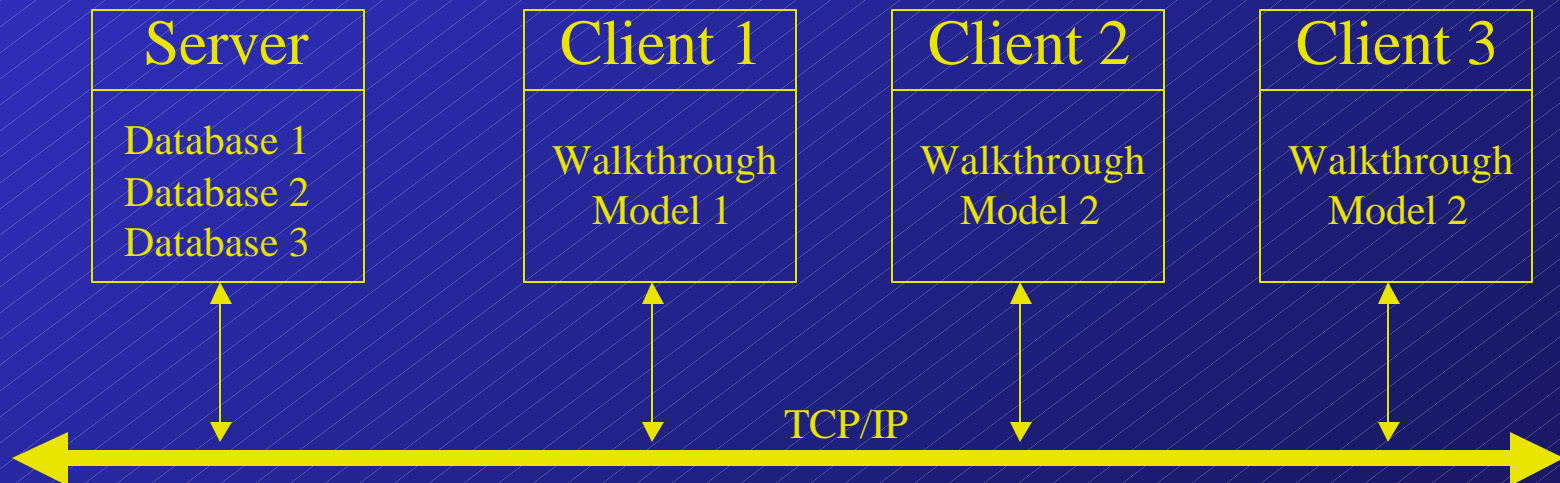 Server
Database 1
Database 2
Database 3
Client 1
Walkthrough
Model 1
Client 2
Walkthrough
Model 2
Client 3
Walkthrough
Model 2
TCP/IP